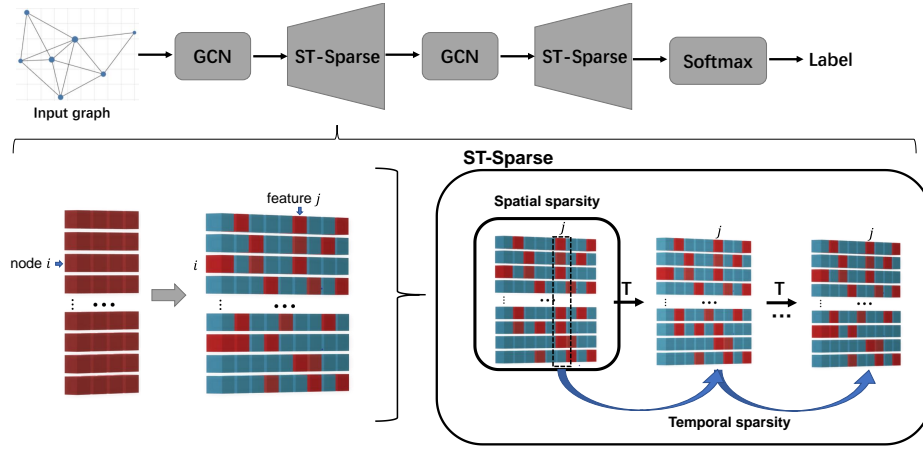 GCN
ST-Sparse
GCN
ST-Sparse
Softmax
Label
Input graph
ST-Sparse
feature j
Spatial sparsity
node i
i
j
j
j
T
T
...
⋮ •••
⋮ •••
⋮ •••
⋮ •••
⋮ •••
Temporal sparsity